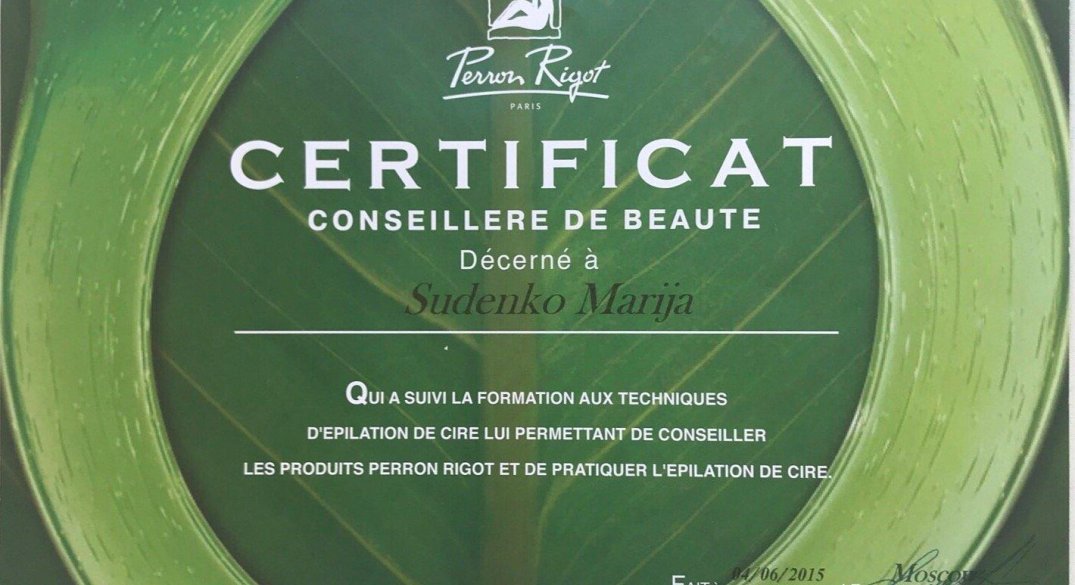 Perron Rigot
PARIS
CERTIFICAT
CONSEILLERE DE BEAUTE
Décerné à
Sudenko Marija
QUI A SUIVI LA FORMATION AUX TECHNIQUES
D'EPILATION DE CIRE LUI PERMETTANT DE CONSEILLER
LES PRODUITS PERRON RIGOT ET DE PRATIQUER L'EPILATION DE CIRE.
04/06/2015 Moscow